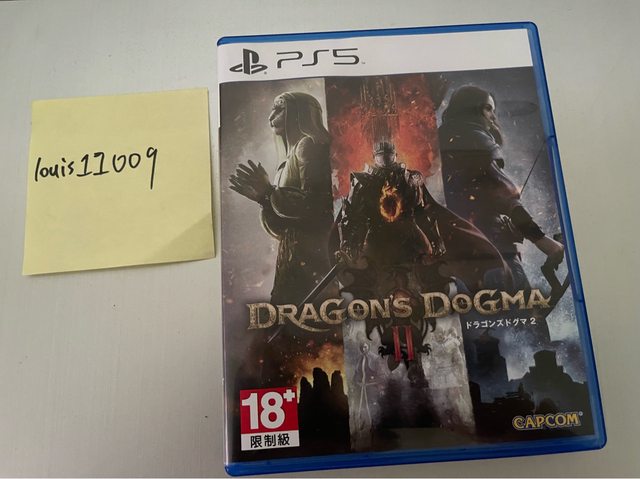 louis11009
PS5
DRAGON'S DOGMA
II
ドラゴンズドグマ 2
18+
限制級
CAPCOM